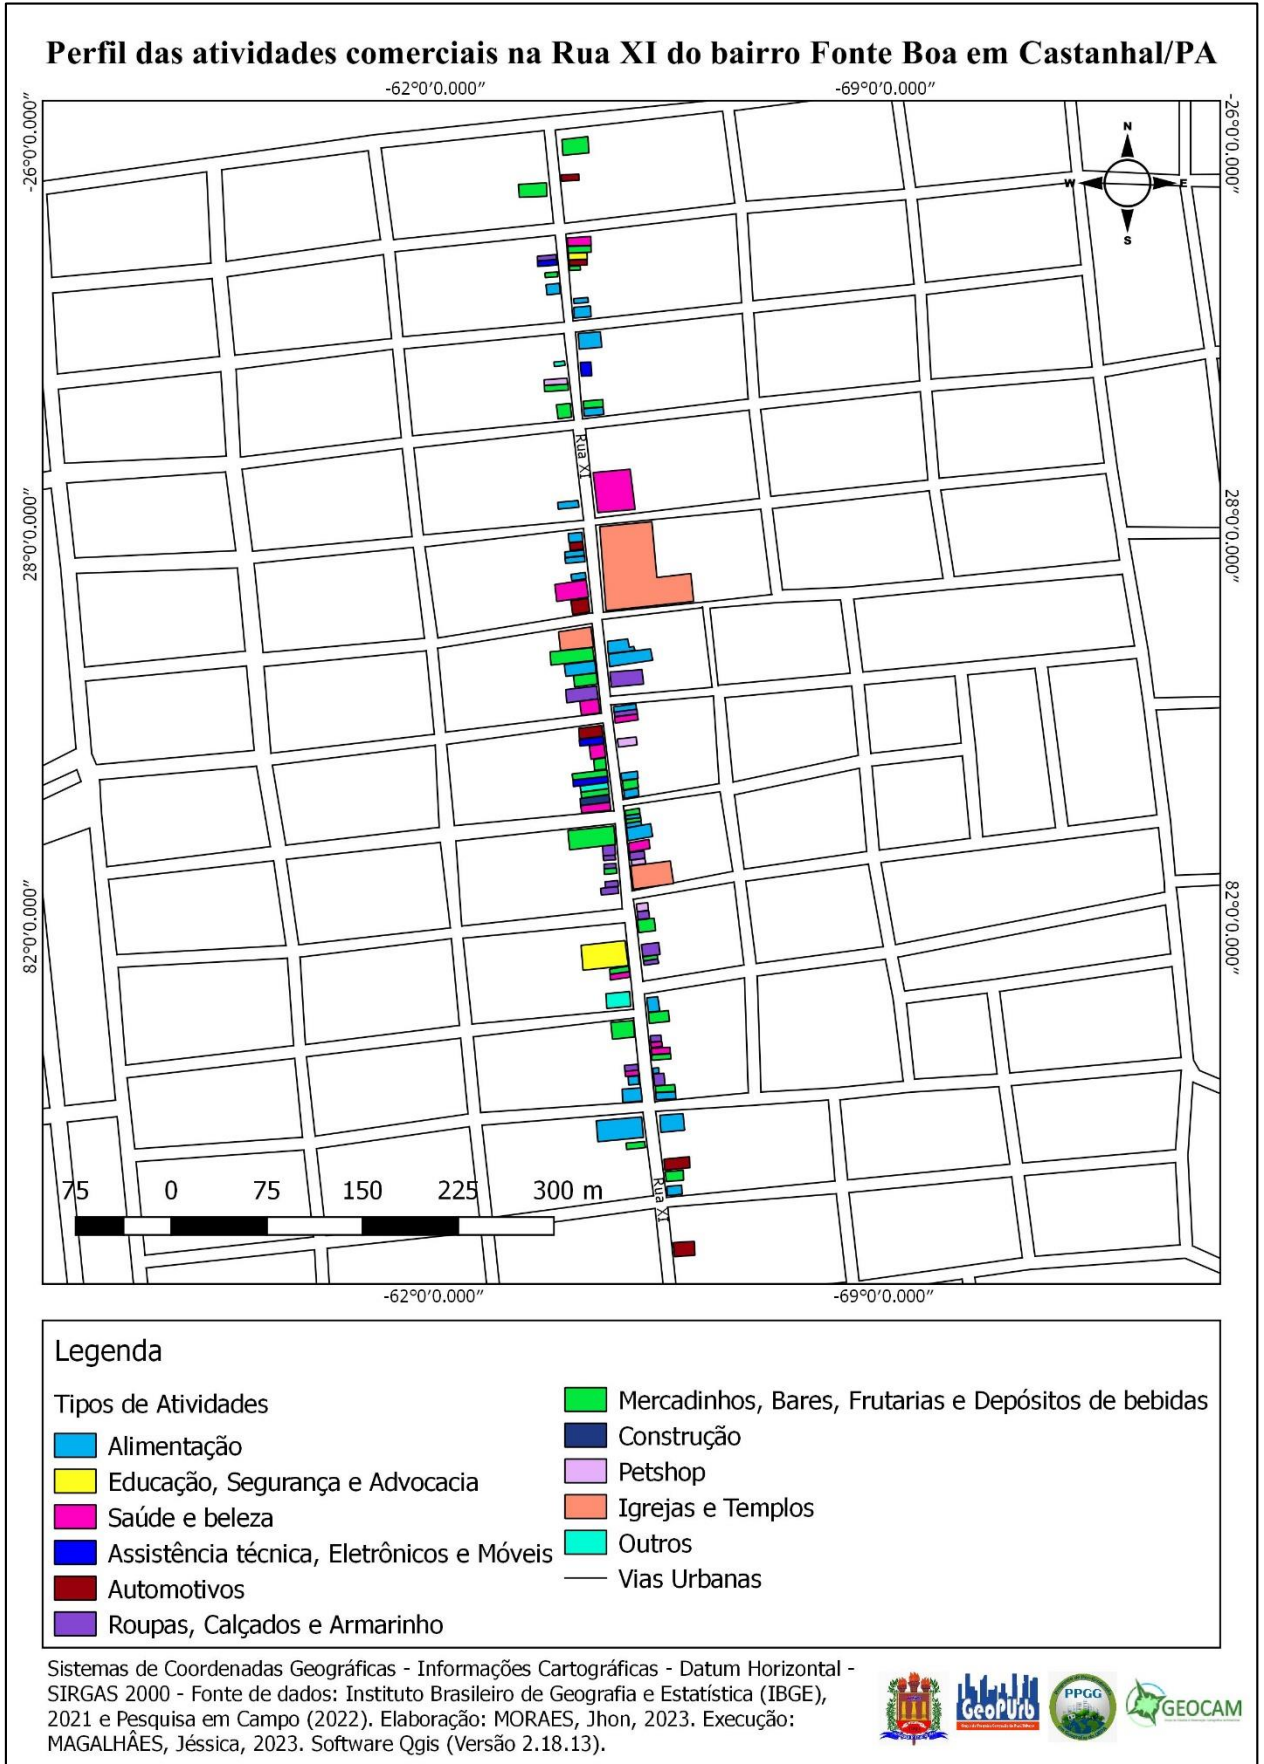 Perfil das atividades comerciais na Rua XI do bairro Fonte Boa em Castanhal/PA
-62°0'0.000" -69°0'0.000"
-26°0'0.000" -26°0'0.000"
N
W E
S
Rua XI
28°0'0.000" 28°0'0.000"
82°0'0.000" 82°0'0.000"
Rua XI
75 0 75 150 225 300 m
-62°0'0.000" -69°0'0.000"
Legenda
Tipos de Atividades
Alimentação
Educação, Segurança e Advocacia
Saúde e beleza
Assistência técnica, Eletrônicos e Móveis
Automotivos
Roupas, Calçados e Armarinho
Mercadinhos, Bares, Frutarias e Depósitos de bebidas
Construção
Petshop
Igrejas e Templos
Outros
Vias Urbanas
Sistemas de Coordenadas Geográficas - Informações Cartográficas - Datum Horizontal -
SIRGAS 2000 - Fonte de dados: Instituto Brasileiro de Geografia e Estatística (IBGE),
2021 e Pesquisa em Campo (2022). Elaboração: MORAES, Jhon, 2023. Execução:
MAGALHÃES, Jéssica, 2023. Software Qgis (Versão 2.18.13).
GeoPUrb
PPGG
GEOCAM